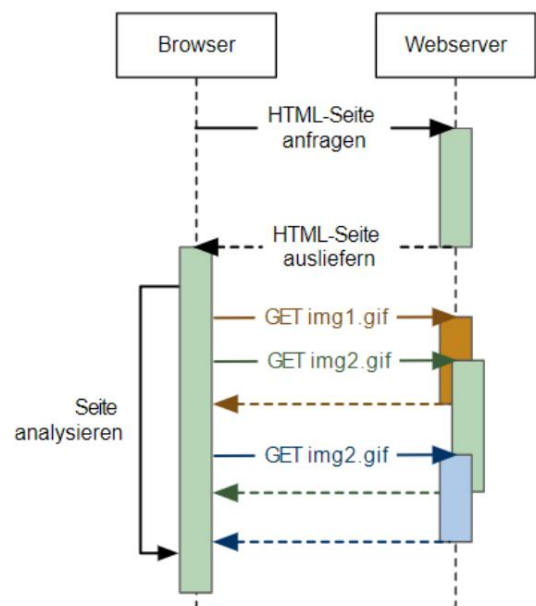 Browser
Webserver
HTML-Seite
anfragen
HTML-Seite
ausliefern
GET img1.gif
GET img2.gif
Seite
analysieren
GET img2.gif